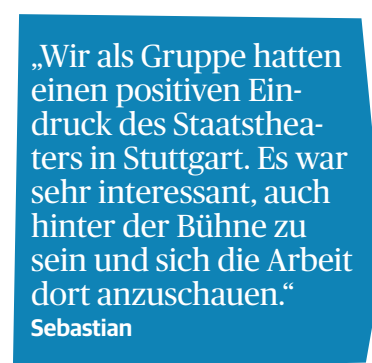 „Wir als Gruppe hatten
einen positiven Ein-
druck des Staatsthea-
ters in Stuttgart. Es war
sehr interessant, auch
hinter der Bühne zu
sein und sich die Arbeit
dort anzuschauen.“
Sebastian